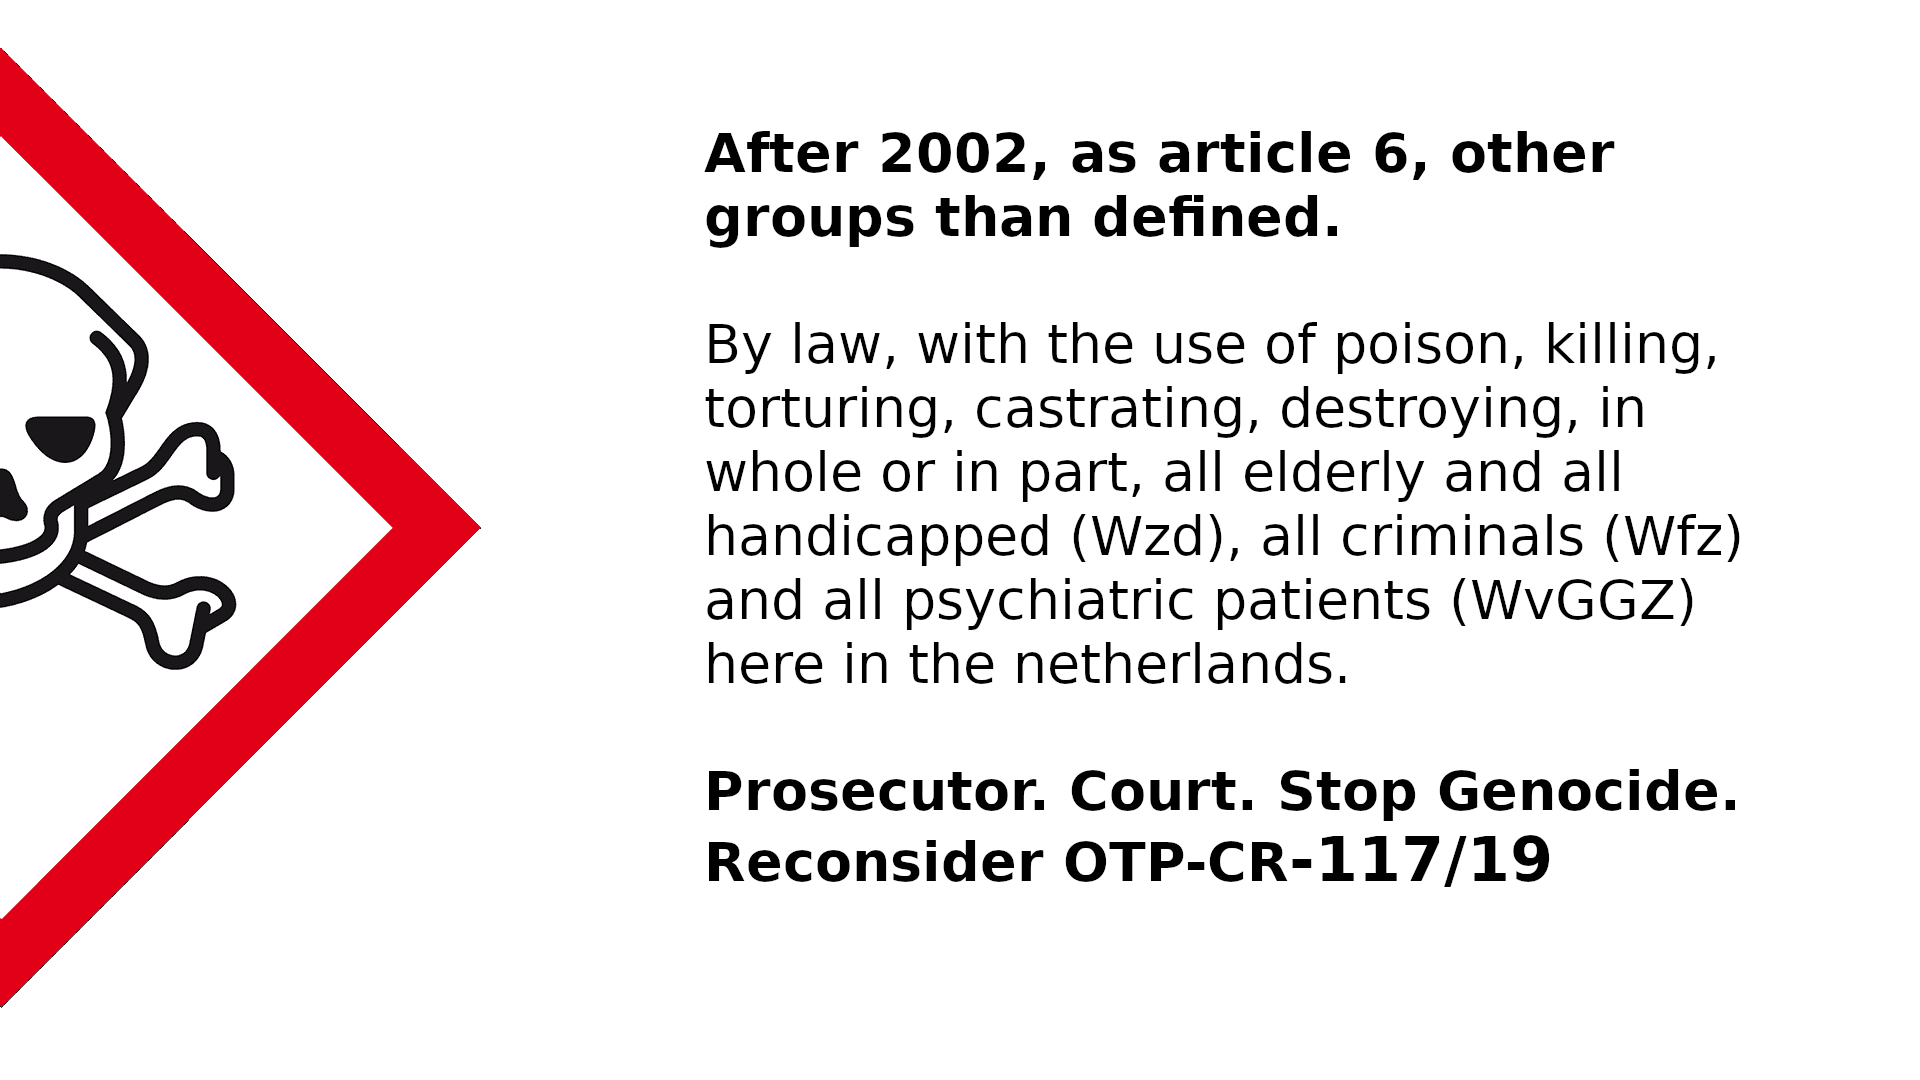 After 2002, as article 6, other
groups than defined.
By law, with the use of poison, killing,
torturing, castrating, destroying, in
whole or in part, all elderly and all
handicapped (Wzd), all criminals (Wfz)
and all psychiatric patients (WvGGZ)
here in the netherlands.
Prosecutor. Court. Stop Genocide.
Reconsider OTP-CR-117/19